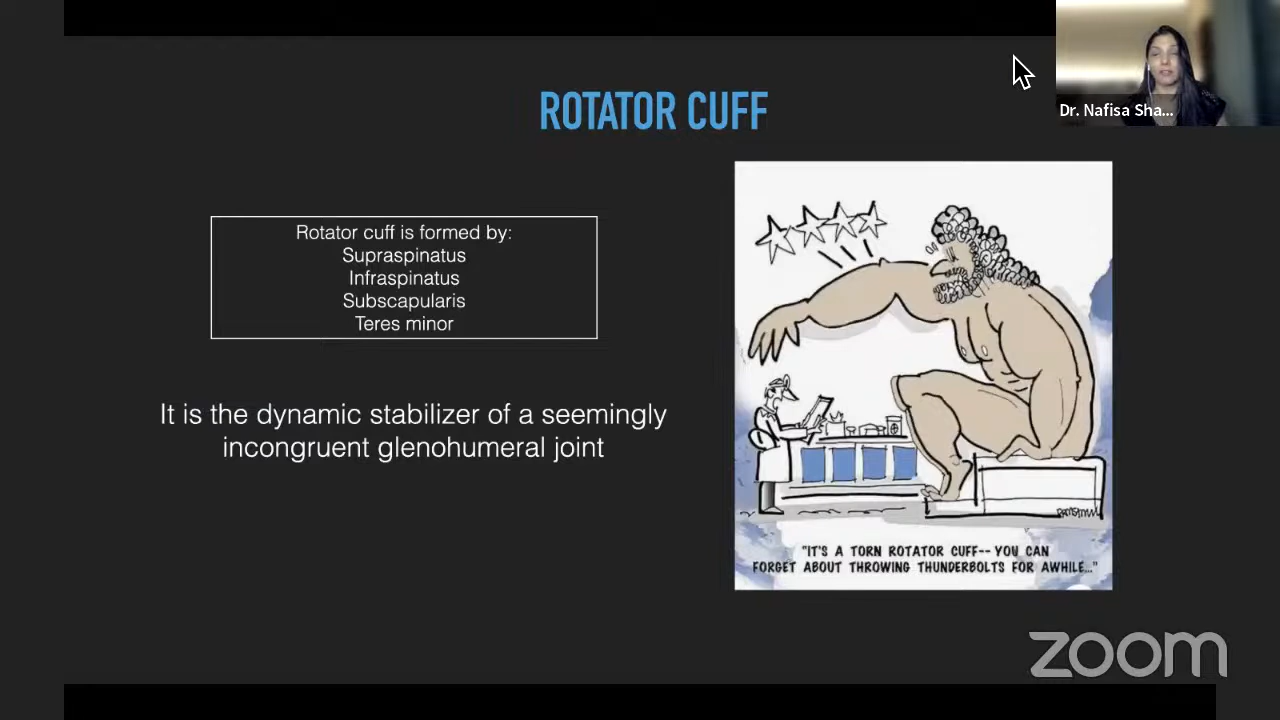 Dr. Nafisa Sha...
ROTATOR CUFF
Rotator cuff is formed by:
Supraspinatus
Infraspinatus
Subscapularis
Teres minor
It is the dynamic stabilizer of a seemingly
incongruent glenohumeral joint
"IT'S A TORN ROTATOR CUFF-- YOU CAN
FORGET ABOUT THROWING THUNDERBOLTS FOR AWHILE..."
zoom